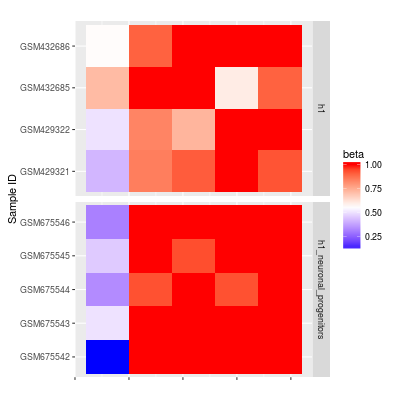 Sample ID
GSM432686
GSM432685
GSM429322
GSM429321
h1
GSM675546
GSM675545
GSM675544
GSM675543
GSM675542
h1_neuronal_progenitors
beta
1.00
0.75
0.50
0.25